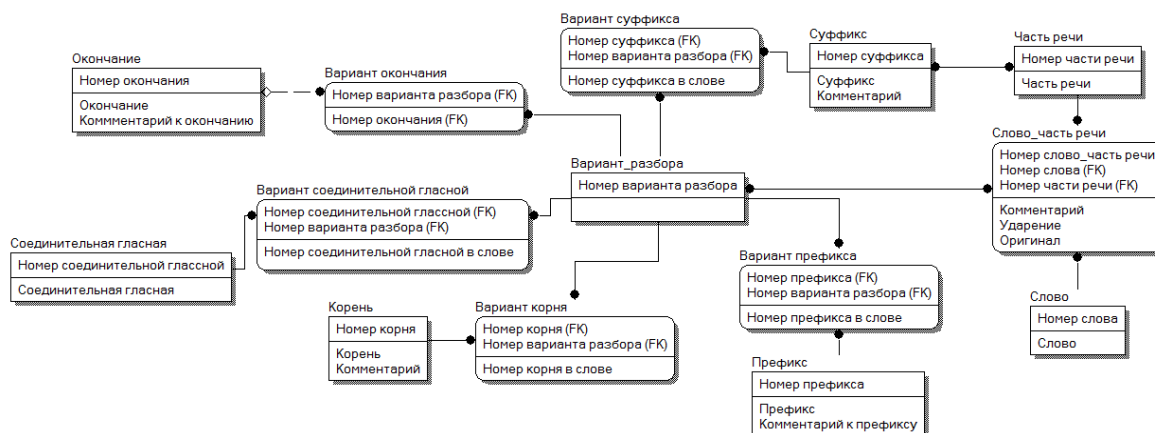 Вариант суффикса
Номер суффикса (FK)
Номер варианта разбора (FK)
Номер суффикса в слове
Суффикс
Номер суффикса
Суффикс
Комментарий
Часть речи
Номер части речи
Часть речи
Окончание
Номер окончания
Окончание
Коммментарий к окончанию
Вариант окончания
Номер варианта разбора (FK)
Номер окончания (FK)
Слово_часть речи
Номер слово_часть речи
Номер слова (FK)
Номер части речи (FK)
Комментарий
Ударение
Оригинал
Вариант_разбора
Номер варианта разбора
Вариант соединительной гласной
Номер соединительной глассной (FK)
Номер варианта разбора (FK)
Номер соединительной гласной в слове
Соединительная гласная
Номер соединительной глассной
Соединительная гласная
Вариант префикса
Номер префикса (FK)
Номер варианта разбора (FK)
Номер префикса в слове
Корень
Номер корня
Корень
Комментарий
Вариант корня
Номер корня (FK)
Номер варианта разбора (FK)
Номер корня в слове
Слово
Номер слова
Слово
Префикс
Номер префикса
Префикс
Комментарий к префиксу